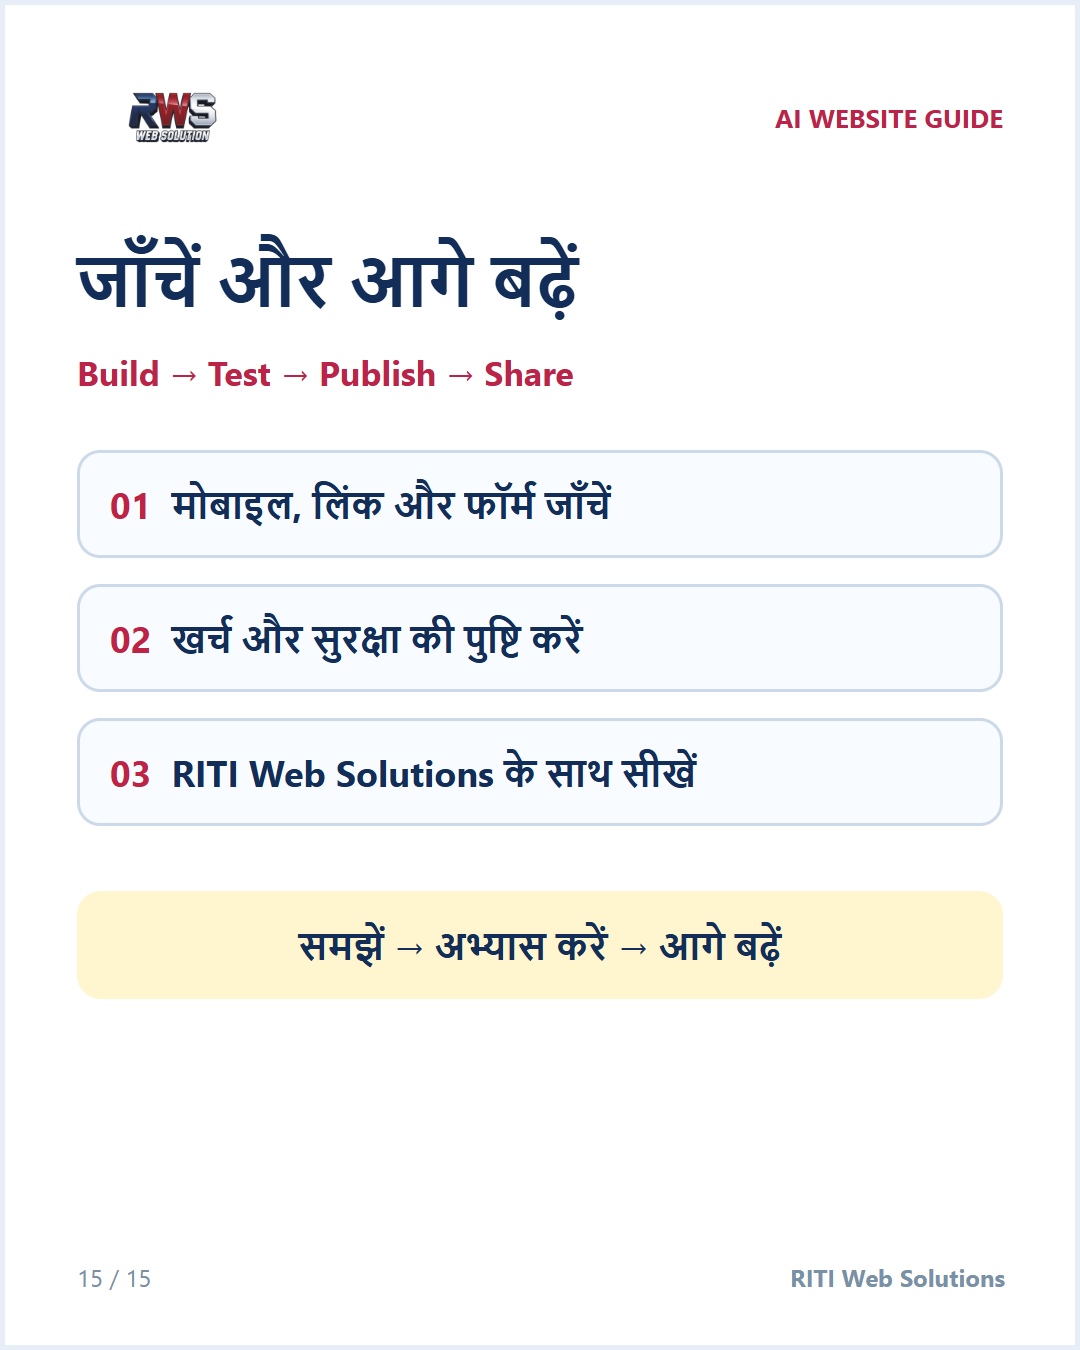 RWS
WEB SOLUTION
AI WEBSITE GUIDE
जाँचें और आगे बढ़ें
Build → Test → Publish → Share
01 मोबाइल, लिंक और फॉर्म जाँचें
02 खर्च और सुरक्षा की पुष्टि करें
03 RITI Web Solutions के साथ सीखें
समझें → अभ्यास करें → आगे बढ़ें
15 / 15
RITI Web Solutions